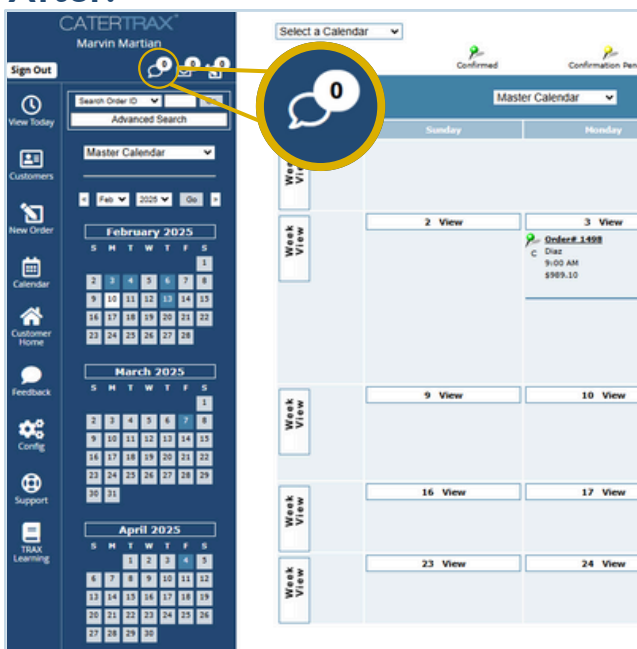 After:
CATERTRAX
Marvin Martian
Sign Out
0 0 0
0
View Today
Customers
New Order
Calendar
Customer
Home
Feedback
Config
Support
TRAX
Learning
Search Order ID
Advanced Search
Master Calendar
< Feb 2025 Go >
February 2025
S M T W T F S
1
2 3 4 5 6 7 8
9 10 11 12 13 14 15
16 17 18 19 20 21 22
23 24 25 26 27 28
March 2025
S M T W T F S
1
2 3 4 5 6 7 8
9 10 11 12 13 14 15
16 17 18 19 20 21 22
23 24 25 26 27 28 29
30 31
April 2025
S M T W T F S
1 2 3 4 5
6 7 8 9 10 11 12
13 14 15 16 17 18 19
20 21 22 23 24 25 26
27 28 29 30
Select a Calendar
Confirmed
Confirmation Pen
Master Calendar
Sunday Monday
Week View
Week View
2 View
3 View
Order# 1498
C Diaz
9:00 AM
$989.10
Week View
9 View
10 View
Week View
16 View
17 View
Week View
23 View
24 View